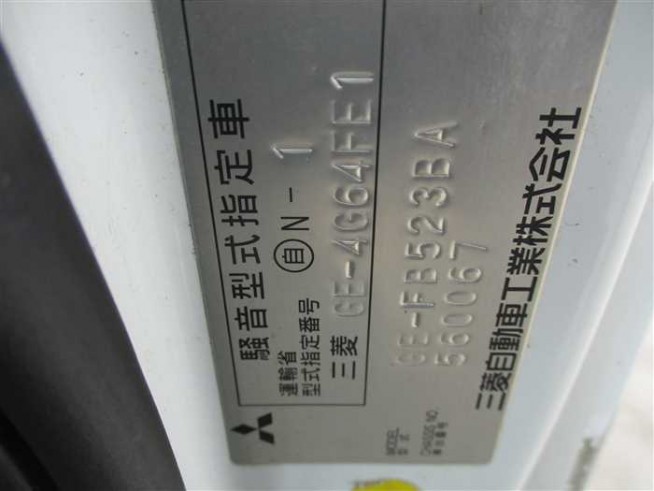 騒音型式指定車
運輸省
型式指定番号 自N-1
三菱 GE-4G64FE1
MODEL
型式 GE-FB523BA
CHASSIS NO
車台番号 560067
三菱自動車工業株式会社